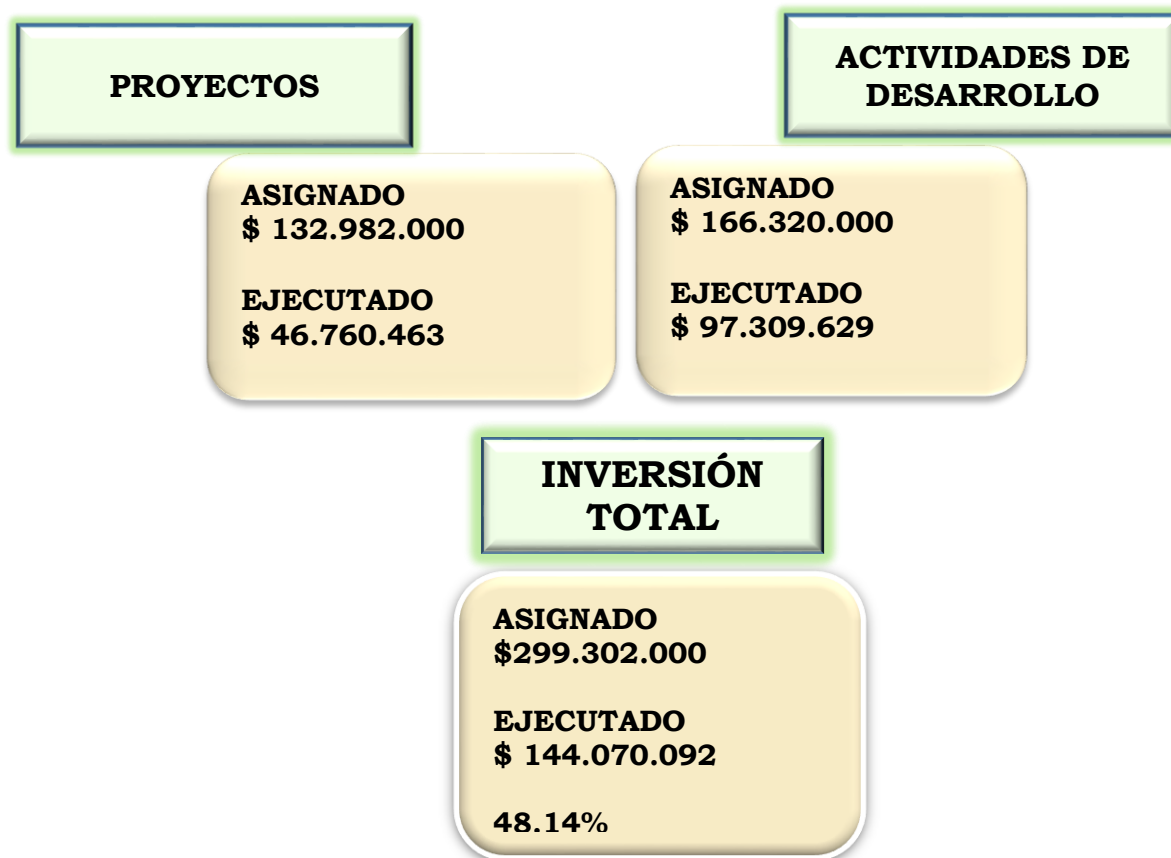 PROYECTOS
ASIGNADO
$ 132.982.000
EJECUTADO
$ 46.760.463
ACTIVIDADES DE
DESARROLLO
ASIGNADO
$ 166.320.000
EJECUTADO
$ 97.309.629
INVERSIÓN
TOTAL
ASIGNADO
$299.302.000
EJECUTADO
$ 144.070.092
48.14%